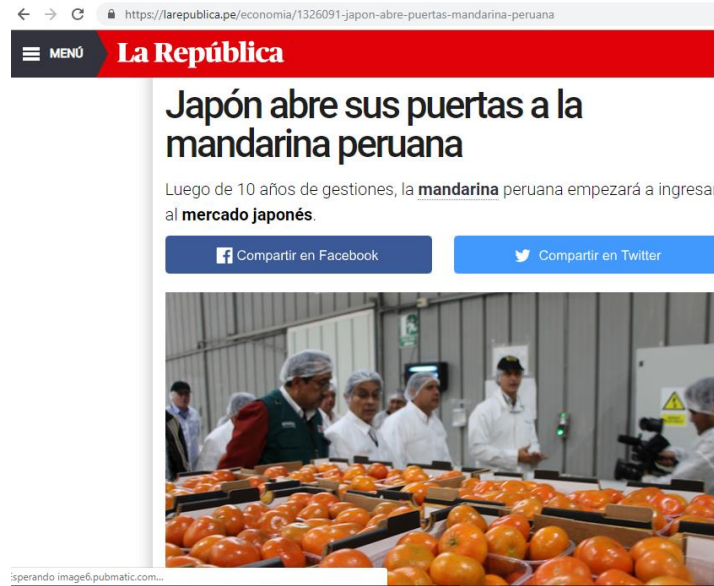 https://larepublica.pe/economia/1326091-japon-abre-puertas-mandarina-peruana
MENÚ
La República
Japón abre sus puertas a la
mandarina peruana
Luego de 10 años de gestiones, la mandarina peruana empezará a ingresar
al mercado japonés.
Compartir en Facebook
Compartir en Twitter
Esperando image6.pubmatic.com...